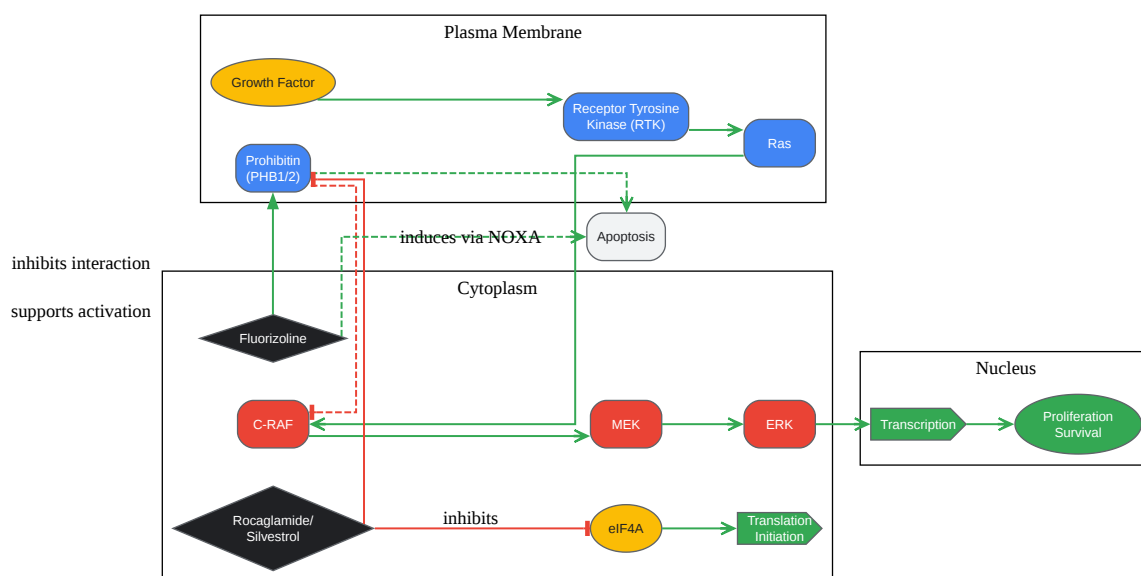 Plasma Membrane
Growth Factor
Receptor Tyrosine
Kinase (RTK)
Ras
Prohibitin
(PHB1/2)
induces via NOXA
Apoptosis
inhibits interaction
supports activation
Cytoplasm
Fluorizoline
C-RAF
MEK
ERK
Nucleus
Transcription
Proliferation
Survival
Rocaglamide/
Silvestrol
inhibits
eIF4A
Translation
Initiation